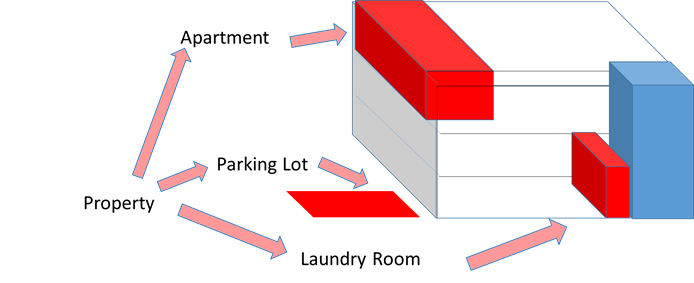 Apartment
Parking Lot
Property
Laundry Room